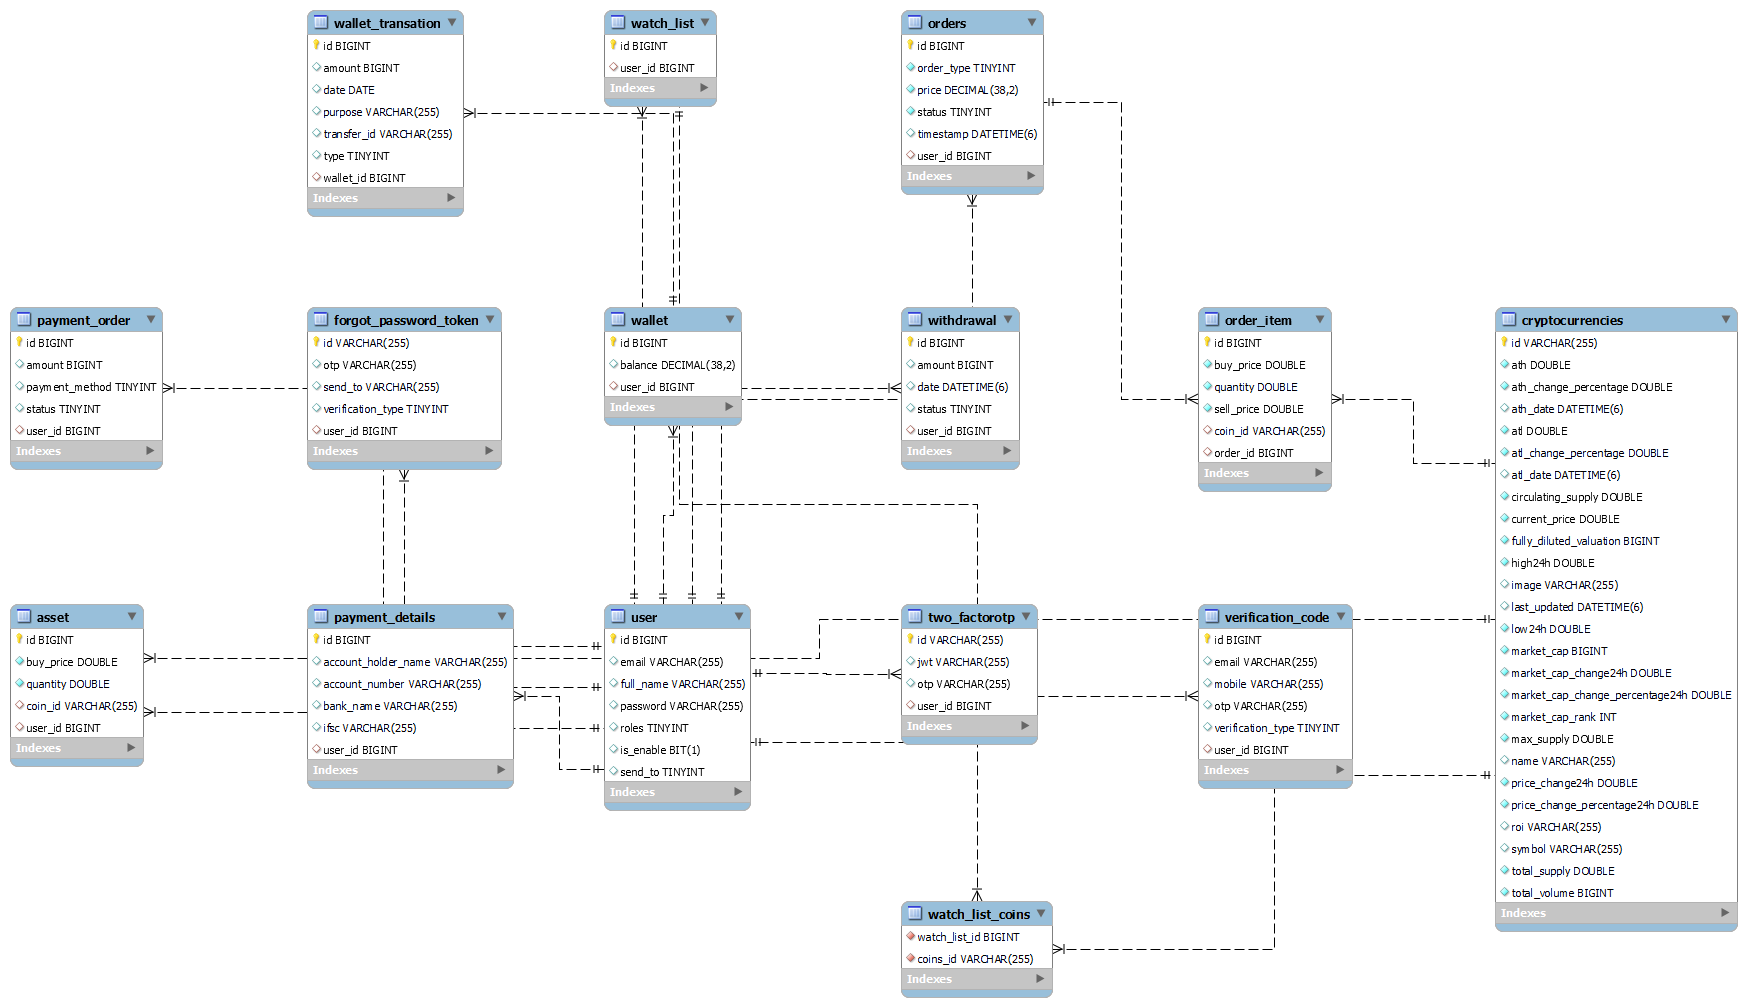 wallet_transation
id BIGINT
amount BIGINT
date DATE
purpose VARCHAR(255)
transfer_id VARCHAR(255)
type TINYINT
wallet_id BIGINT
Indexes
watch_list
id BIGINT
user_id BIGINT
Indexes
orders
id BIGINT
order_type TINYINT
price DECIMAL(38,2)
status TINYINT
timestamp DATETIME(6)
user_id BIGINT
Indexes
payment_order
id BIGINT
amount BIGINT
payment_method TINYINT
status TINYINT
user_id BIGINT
Indexes
forgot_password_token
id VARCHAR(255)
otp VARCHAR(255)
send_to VARCHAR(255)
verification_type TINYINT
user_id BIGINT
Indexes
wallet
id BIGINT
balance DECIMAL(38,2)
user_id BIGINT
Indexes
withdrawal
id BIGINT
amount BIGINT
date DATETIME(6)
status TINYINT
user_id BIGINT
Indexes
order_item
id BIGINT
buy_price DOUBLE
quantity DOUBLE
sell_price DOUBLE
coin_id VARCHAR(255)
order_id BIGINT
Indexes
cryptocurrencies
id VARCHAR(255)
ath DOUBLE
ath_change_percentage DOUBLE
ath_date DATETIME(6)
atl DOUBLE
atl_change_percentage DOUBLE
atl_date DATETIME(6)
circulating_supply DOUBLE
current_price DOUBLE
fully_diluted_valuation BIGINT
high24h DOUBLE
image VARCHAR(255)
last_updated DATETIME(6)
low24h DOUBLE
market_cap BIGINT
market_cap_change24h DOUBLE
market_cap_change_percentage24h DOUBLE
market_cap_rank INT
max_supply DOUBLE
name VARCHAR(255)
price_change24h DOUBLE
price_change_percentage24h DOUBLE
roi VARCHAR(255)
symbol VARCHAR(255)
total_supply DOUBLE
total_volume BIGINT
Indexes
asset
id BIGINT
buy_price DOUBLE
quantity DOUBLE
coin_id VARCHAR(255)
user_id BIGINT
Indexes
payment_details
id BIGINT
account_holder_name VARCHAR(255)
account_number VARCHAR(255)
bank_name VARCHAR(255)
ifsc VARCHAR(255)
user_id BIGINT
Indexes
user
id BIGINT
email VARCHAR(255)
full_name VARCHAR(255)
password VARCHAR(255)
roles TINYINT
is_enable BIT(1)
send_to TINYINT
Indexes
two_factorotp
id VARCHAR(255)
jwt VARCHAR(255)
otp VARCHAR(255)
user_id BIGINT
Indexes
verification_code
id BIGINT
email VARCHAR(255)
mobile VARCHAR(255)
otp VARCHAR(255)
verification_type TINYINT
user_id BIGINT
Indexes
watch_list_coins
watch_list_id BIGINT
coins_id VARCHAR(255)
Indexes